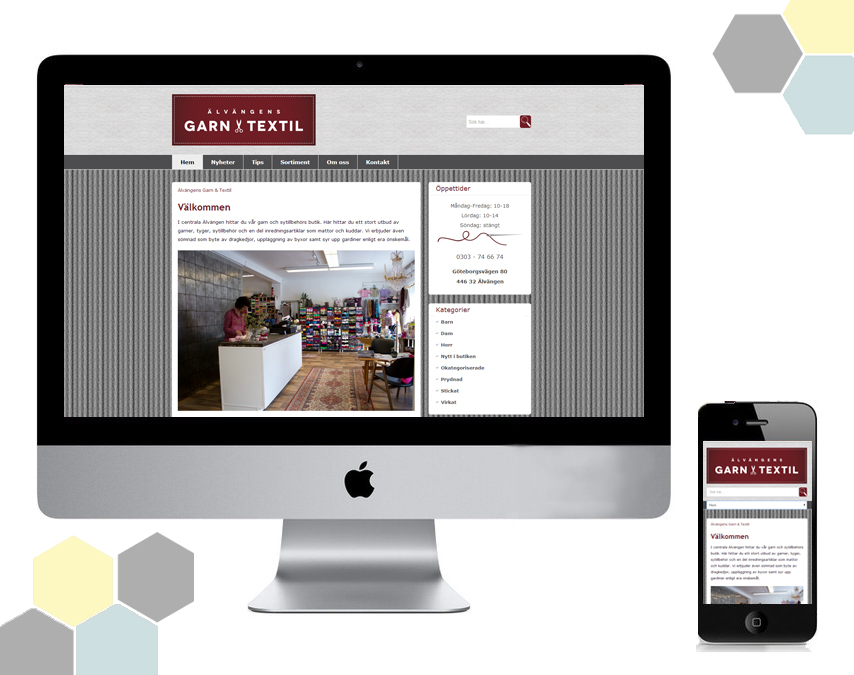 ÄLVÄNGENS
GARN TEXTIL
Sök här...
Hem Nyheter Tips Sortiment Om oss Kontakt
Älvängens Garn & Textil
Välkommen
I centrala Älvängen hittar du vår garn och sytillbehörs butik. Här hittar du ett stort utbud av
garner, tyger, sytillbehör och en del inredningsartiklar som mattor och kuddar. Vi erbjuder även
sömnad som byte av dragkedjor, uppläggning av byxor samt syr upp gardiner enligt era önskemål.
Öppettider
Måndag-Fredag: 10-18
Lördag: 10-14
Söndag: stängt
0303 - 74 66 74
Göteborgsvägen 80
446 32 Älvängen
Kategorier
Barn
Dam
Herr
Nytt i butiken
Okategoriserade
Prydnad
Stickat
Virkat
ÄLVÄNGENS
GARN TEXTIL
Sök här...
Hem
Älvängens Garn & Textil
Välkommen
I centrala Älvängen hittar du vår garn och sytillbehörs
butik. Här hittar du ett stort utbud av garner, tyger,
sytillbehör och en del inredningsartiklar som mattor
och kuddar. Vi erbjuder även sömnad som byte av
dragkedjor, uppläggning av byxor samt syr upp
gardiner enligt era önskemål.